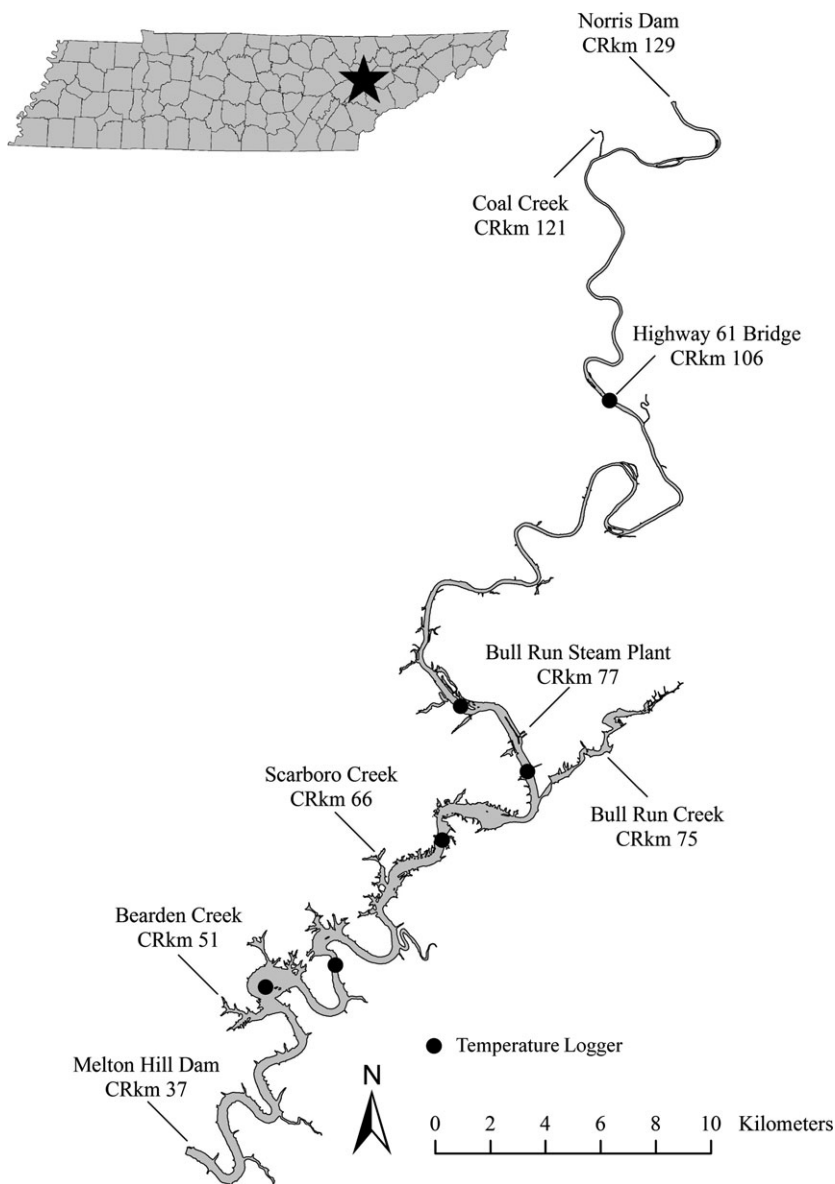 Norris Dam
CRkm 129
Coal Creek
CRkm 121
Highway 61 Bridge
CRkm 106
Bull Run Steam Plant
CRkm 77
Scarboro Creek
CRkm 66
Bull Run Creek
CRkm 75
Bearden Creek
CRkm 51
Temperature Logger
Melton Hill Dam
CRkm 37
N
0 2 4 6 8 10 Kilometers